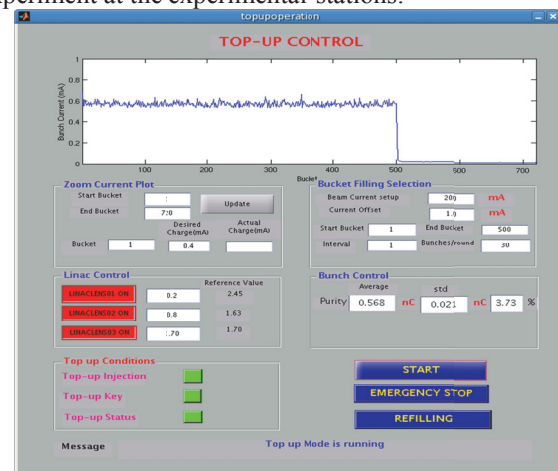 periment at the experimental stations.
topupoperation
TOP-UP CONTROL
Bunch Current (mA)
1
0.8
0.6
0.4
0.2
0
100 200 300 400 500 600 700
Bucket
Zoom Current Plot
Start Bucket
End Bucket
Update
Desired Charge(mA)
Actual Charge(mA)
Bucket 1 0.4
Bucket Filling Selection
Beam Current setup 200 mA
Current Offset 1.0 mA
Start Bucket 1 End Bucket 500
Interval 1 Bunches/round 30
Linac Control
Reference Value
LINACLENS01 ON 0.2 2.45
LINACLENS02 ON 0.8 1.63
LINACLENS03 ON 1.70 1.70
Bunch Control
Average std
Purity 0.568 nC 0.021 nC 3.73 %
Top up Conditions
Top-up Injection
Top-up Key
Top-up Status
START
EMERGENCY STOP
REFILLING
Message Top up Mode is running